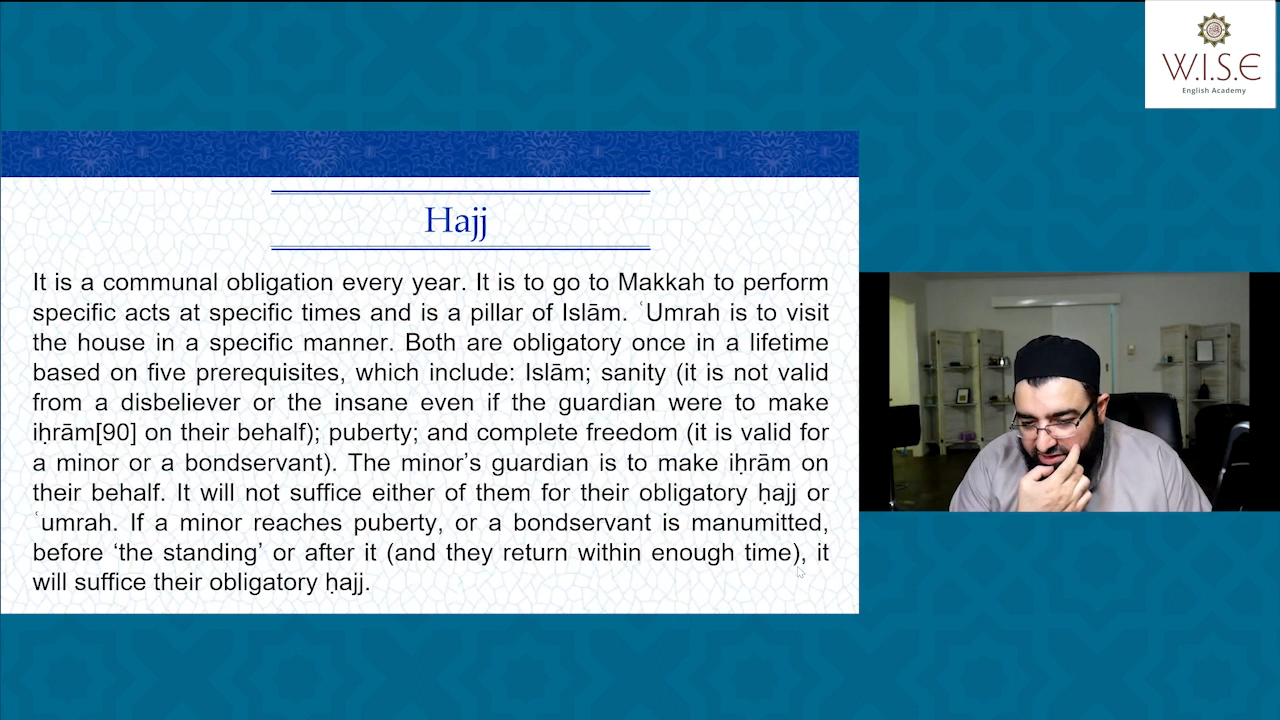 W.I.S.E
English Academy
Hajj
It is a communal obligation every year. It is to go to Makkah to perform
specific acts at specific times and is a pillar of Islām. ʿUmrah is to visit
the house in a specific manner. Both are obligatory once in a lifetime
based on five prerequisites, which include: Islām; sanity (it is not valid
from a disbeliever or the insane even if the guardian were to make
iḥrām[90] on their behalf); puberty; and complete freedom (it is valid for
a minor or a bondservant). The minor’s guardian is to make iḥrām on
their behalf. It will not suffice either of them for their obligatory ḥajj or
ʿumrah. If a minor reaches puberty, or a bondservant is manumitted,
before ‘the standing’ or after it (and they return within enough time), it
will suffice their obligatory ḥajj.